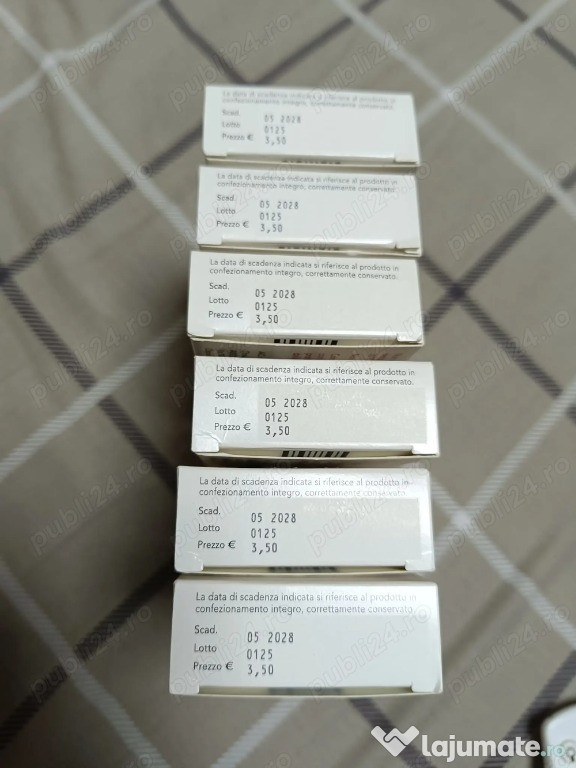 La data di scadenza indicata si riferisce al prodotto in
confezionamento integro, correttamente conservato.
Scad. 05 2028
Lotto 0125
Prezzo € 3,50
La data di scadenza indicata si riferisce al prodotto in
confezionamento integro, correttamente conservato.
Scad. 05 2028
Lotto 0125
Prezzo € 3,50
La data di scadenza indicata si riferisce al prodotto in
confezionamento integro, correttamente conservato.
Scad. 05 2028
Lotto 0125
Prezzo € 3,50
La data di scadenza indicata si riferisce al prodotto in
confezionamento integro, correttamente conservato.
Scad. 05 2028
Lotto 0125
Prezzo € 3,50
La data di scadenza indicata si riferisce al prodotto in
confezionamento integro, correttamente conservato.
Scad. 05 2028
Lotto 0125
Prezzo € 3,50
La data di scadenza indicata si riferisce al prodotto in
confezionamento integro, correttamente conservato.
Scad. 05 2028
Lotto 0125
Prezzo € 3,50
lajumate.ro
publi24.ro